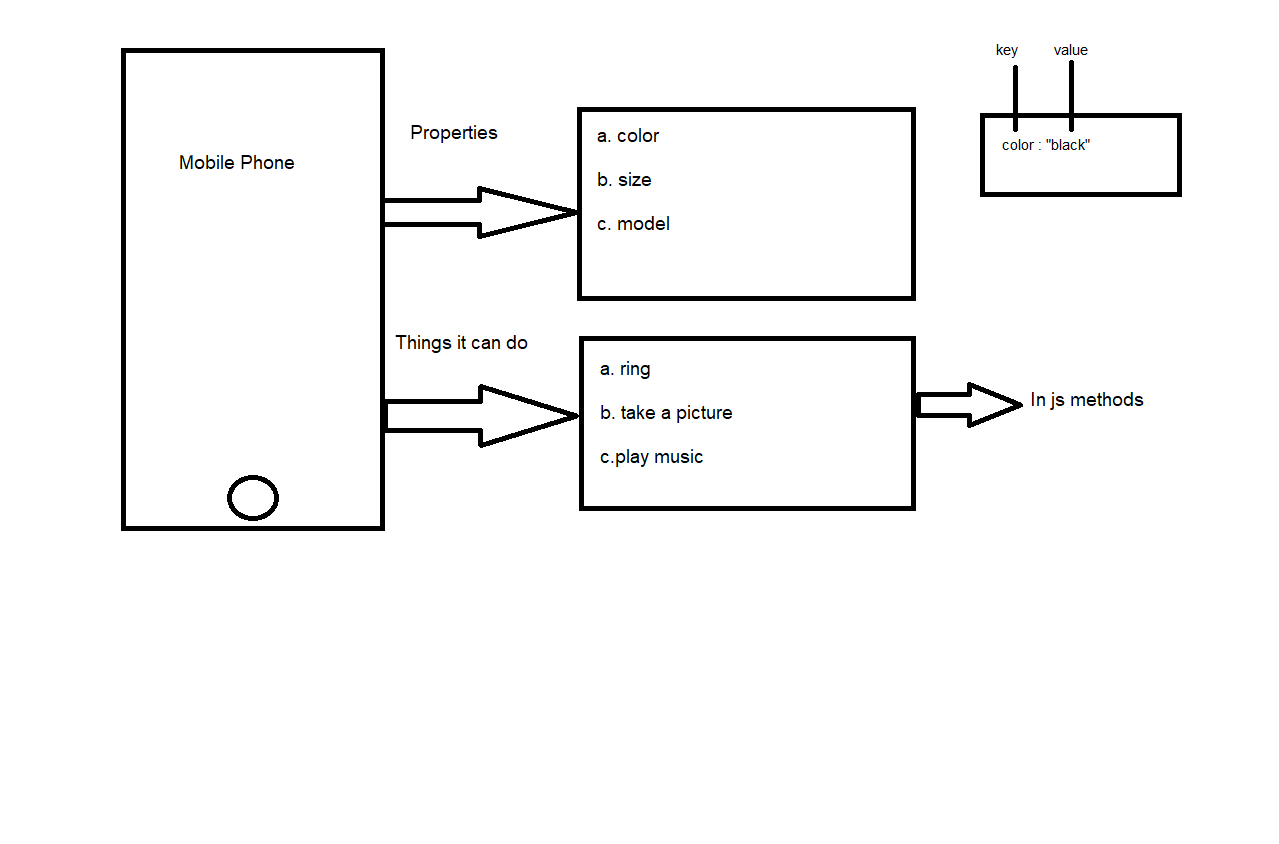 Mobile Phone
Properties
a. color
b. size
c. model
key
value
color : "black"
Things it can do
a. ring
b. take a picture
c.play music
In js methods